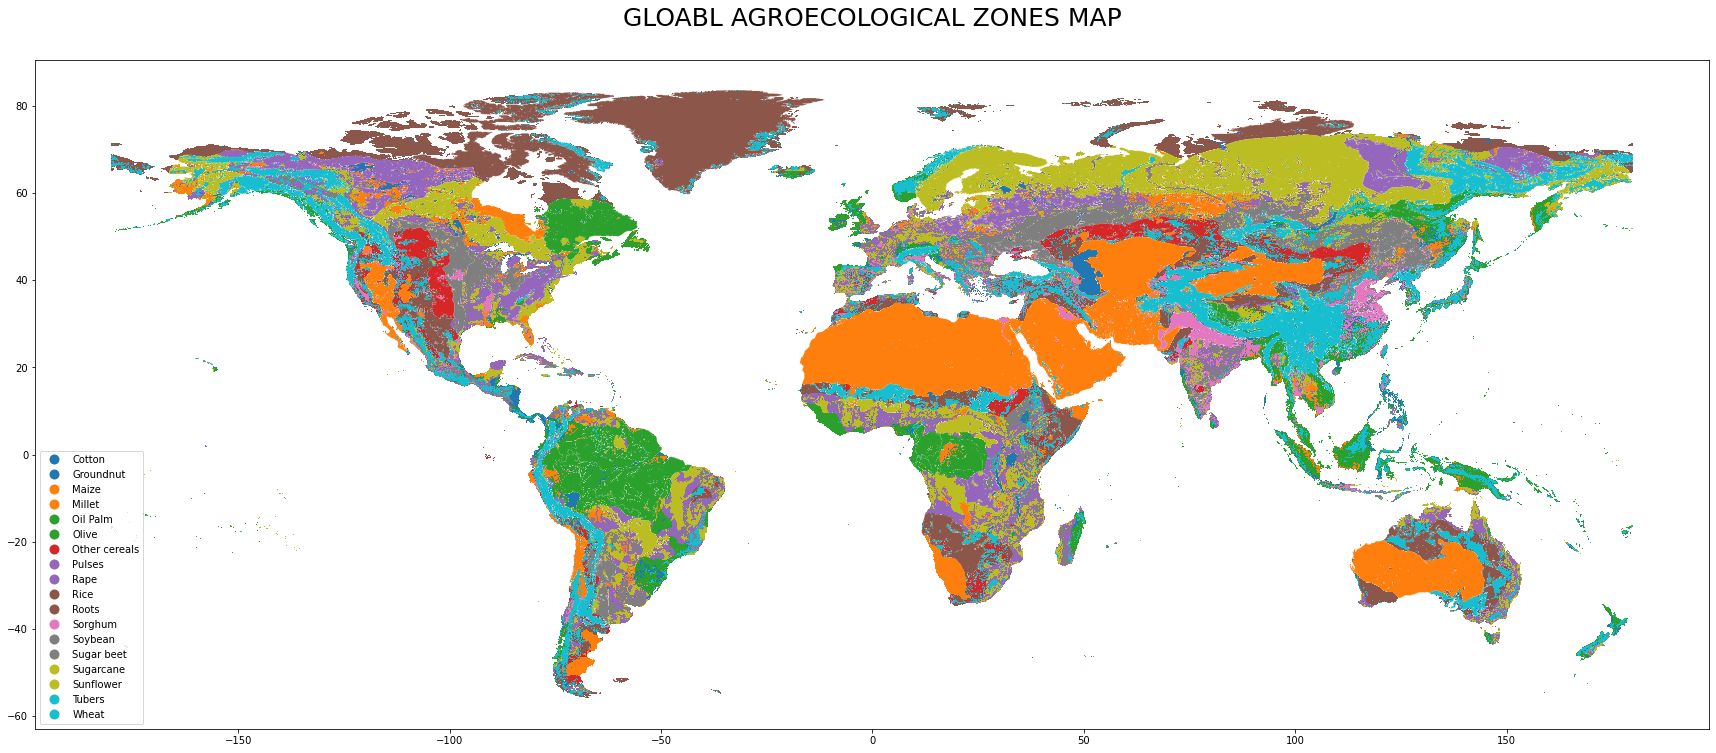 GLOABL AGROECOLOGICAL ZONES MAP
80
60
40
20
0
−20
−40
−60
Cotton
Groundnut
Maize
Millet
Oil Palm
Olive
Other cereals
Pulses
Rape
Rice
Roots
Sorghum
Soybean
Sugar beet
Sugarcane
Sunflower
Tubers
Wheat
−150 −100 −50 0 50 100 150